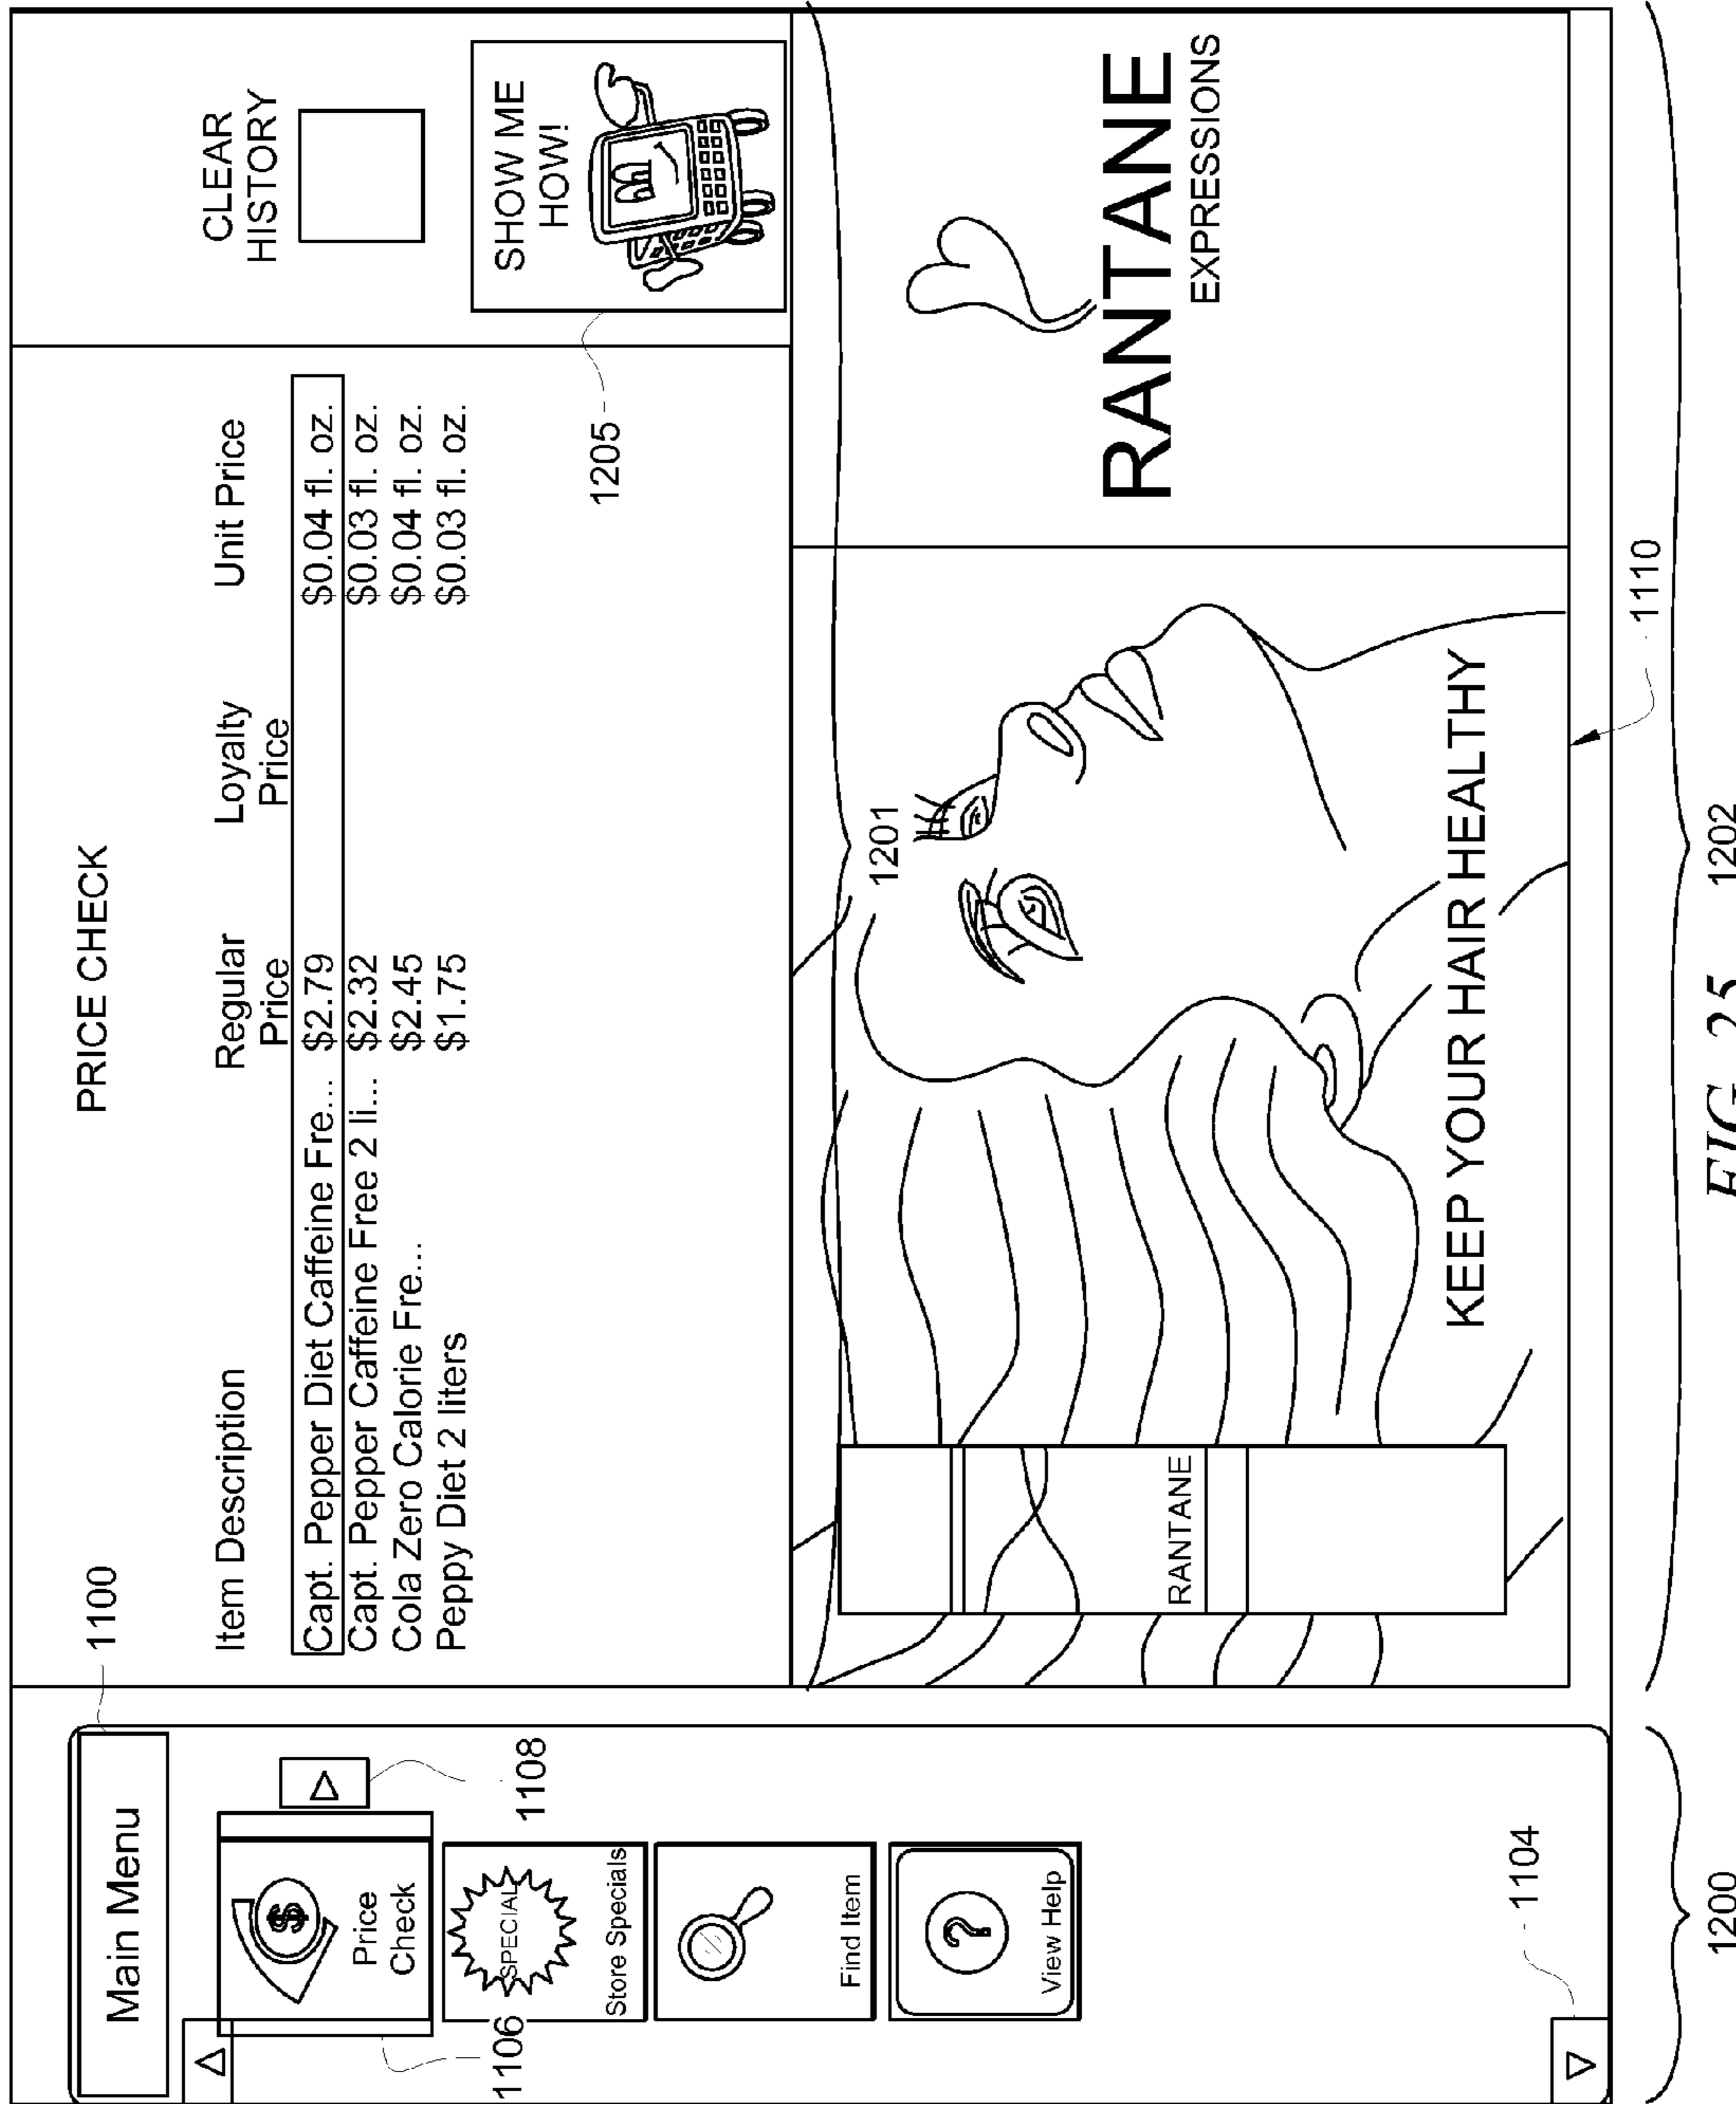 Main Menu
1100
Price
Check
1108
1106
SPECIAL
Store Specials
Find Item
View Help
1104
1200
PRICE CHECK
Item Description Regular Price Loyalty Price Unit Price
Capt. Pepper Diet Caffeine Fre... $2.79 $0.04 fl. oz.
Capt. Pepper Caffeine Free 2 li... $2.32 $0.03 fl. oz.
Cola Zero Calorie Fre... $2.45 $0.04 fl. oz.
Peppy Diet 2 liters $1.75 $0.03 fl. oz.
CLEAR
HISTORY
SHOW ME
HOW!
1205
1201
RANTANE
KEEP YOUR HAIR HEALTHY
RANTANE
EXPRESSIONS
1110
1202
FIG. 25